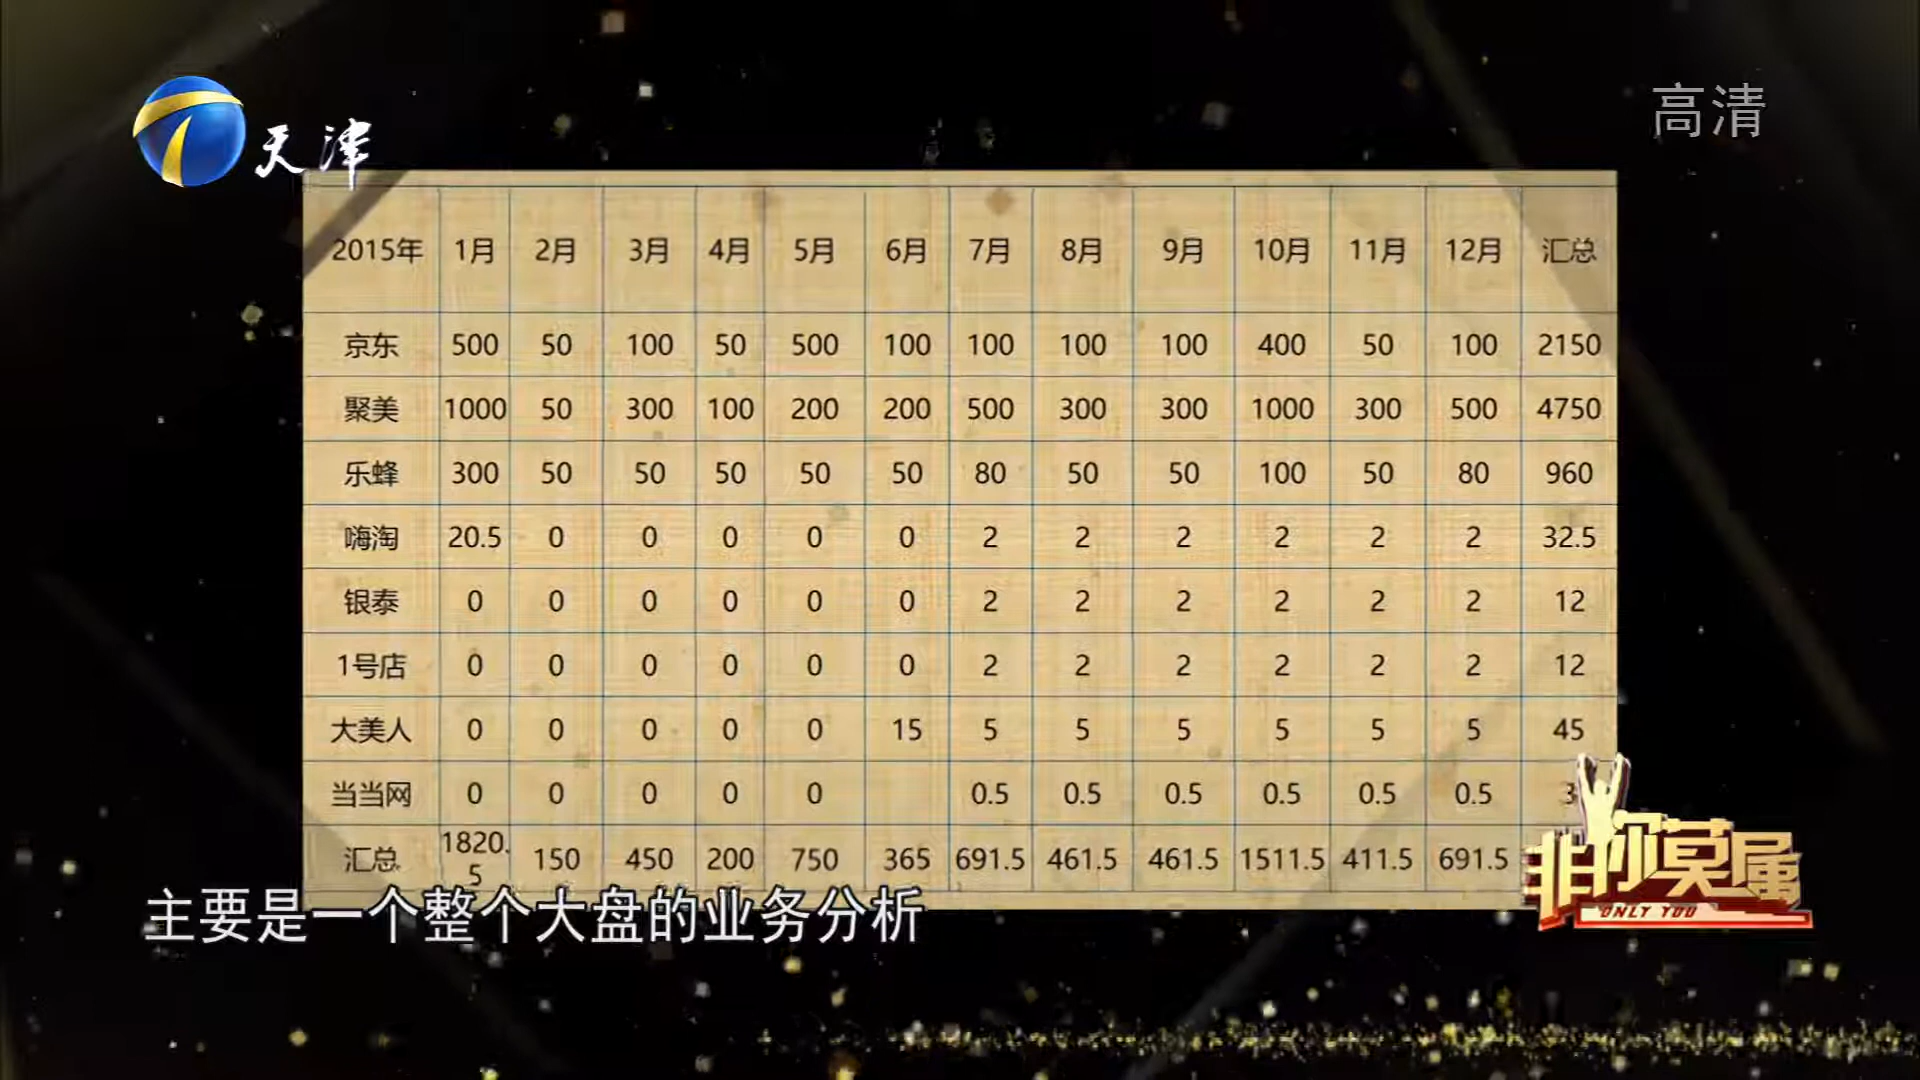 天津
高清
2015年 1月 2月 3月 4月 5月 6月 7月 8月 9月 10月 11月 12月 汇总
京东 500 50 100 50 500 100 100 100 100 400 50 100 2150
聚美 1000 50 300 100 200 200 500 300 300 1000 300 500 4750
乐蜂 300 50 50 50 50 50 80 50 50 100 50 80 960
嗨淘 20.5 0 0 0 0 0 2 2 2 2 2 2 32.5
银泰 0 0 0 0 0 0 2 2 2 2 2 2 12
1号店 0 0 0 0 0 0 2 2 2 2 2 2 12
大美人 0 0 0 0 0 15 5 5 5 5 5 5 45
当当网 0 0 0 0 0 0.5 0.5 0.5 0.5 0.5 0.5 3
汇总 1820.5 150 450 200 750 365 691.5 461.5 461.5 1511.5 411.5 691.5
非你莫属
ONLY YOU
主要是一个整个大盘的业务分析